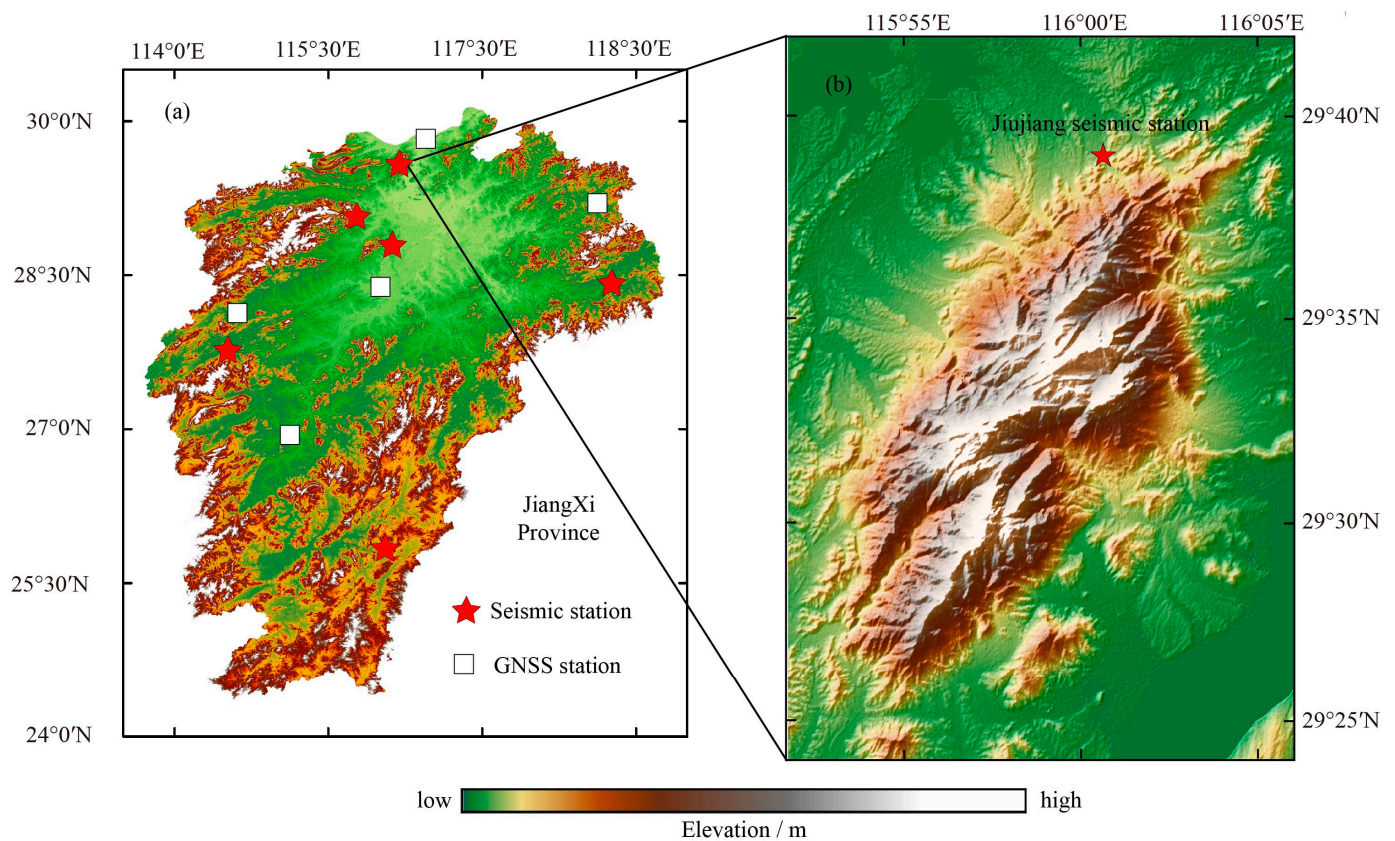 114°0′E 115°30′E 117°30′E 118°30′E
115°55′E 116°00′E 116°05′E
(a)
(b)
30°0′N
28°30′N
27°0′N
25°30′N
24°0′N
Jiujiang seismic station
29°40′N
29°35′N
29°30′N
29°25′N
JiangXi
Province
Seismic station
GNSS station
low
high
Elevation / m